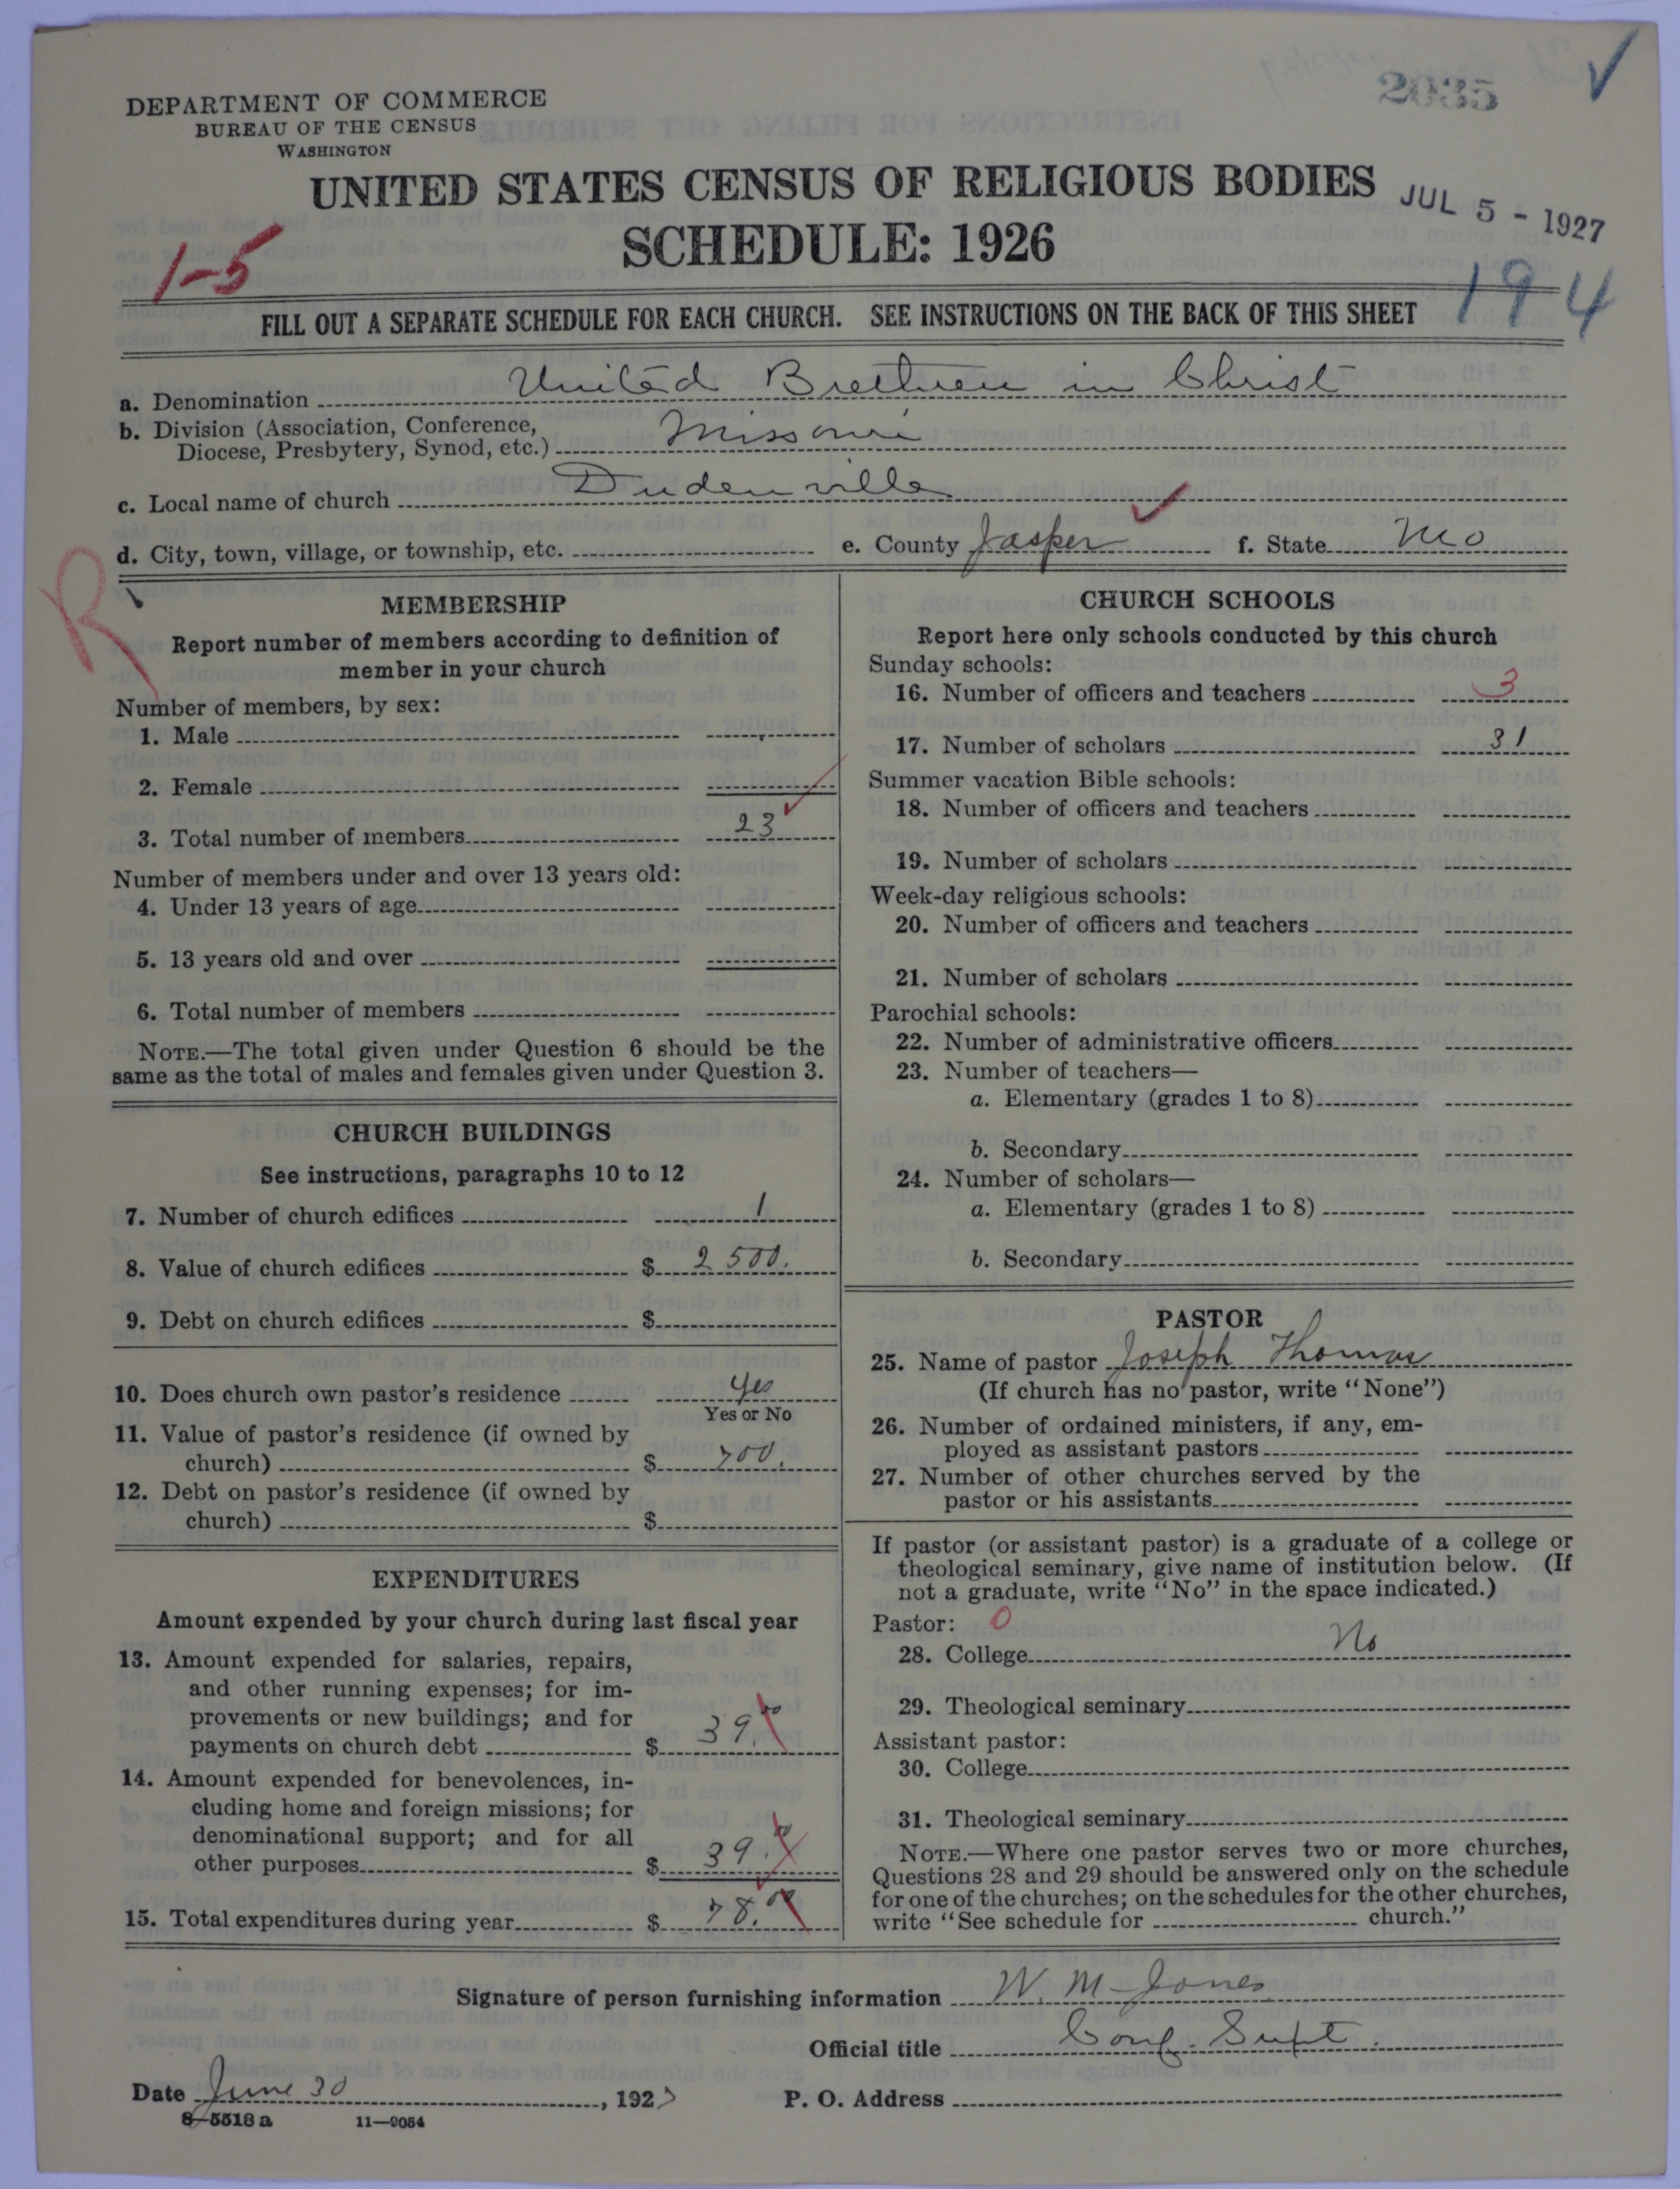 2035
DEPARTMENT OF COMMERCE
BUREAU OF THE CENSUS
WASHINGTON
UNITED STATES CENSUS OF RELIGIOUS BODIES
JUL 5 - 1927
SCHEDULE: 1926
1-5
194
FILL OUT A SEPARATE SCHEDULE FOR EACH CHURCH. SEE INSTRUCTIONS ON THE BACK OF THIS SHEET
a. Denomination United Brethren in Christ
b. Division (Association, Conference,
Diocese, Presbytery, Synod, etc.) Missouri
c. Local name of church Dudenville
d. City, town, village, or township, etc. e. County Jasper f. State Mo
R
MEMBERSHIP
Report number of members according to definition of
member in your church
Number of members, by sex:
1. Male
2. Female
3. Total number of members 23
Number of members under and over 13 years old:
4. Under 13 years of age
5. 13 years old and over
6. Total number of members
NOTE.—The total given under Question 6 should be the
same as the total of males and females given under Question 3.
CHURCH BUILDINGS
See instructions, paragraphs 10 to 12
7. Number of church edifices 1
8. Value of church edifices $ 2 500.
9. Debt on church edifices $
10. Does church own pastor's residence Yes
Yes or No
11. Value of pastor's residence (if owned by
church) $ 700.
12. Debt on pastor's residence (if owned by
church) $
EXPENDITURES
Amount expended by your church during last fiscal year
13. Amount expended for salaries, repairs,
and other running expenses; for im-
provements or new buildings; and for
payments on church debt $ 39.00
14. Amount expended for benevolences, in-
cluding home and foreign missions; for
denominational support; and for all
other purposes $ 39.00
15. Total expenditures during year $ 78.00
CHURCH SCHOOLS
Report here only schools conducted by this church
Sunday schools:
16. Number of officers and teachers 3
17. Number of scholars 31
Summer vacation Bible schools:
18. Number of officers and teachers
19. Number of scholars
Week-day religious schools:
20. Number of officers and teachers
21. Number of scholars
Parochial schools:
22. Number of administrative officers
23. Number of teachers—
a. Elementary (grades 1 to 8)
b. Secondary
24. Number of scholars—
a. Elementary (grades 1 to 8)
b. Secondary
PASTOR
25. Name of pastor Joseph Thomas
(If church has no pastor, write "None")
26. Number of ordained ministers, if any, em-
ployed as assistant pastors
27. Number of other churches served by the
pastor or his assistants
If pastor (or assistant pastor) is a graduate of a college or
theological seminary, give name of institution below. (If
not a graduate, write "No" in the space indicated.)
Pastor: 0
28. College No
29. Theological seminary
Assistant pastor:
30. College
31. Theological seminary
NOTE.—Where one pastor serves two or more churches,
Questions 28 and 29 should be answered only on the schedule
for one of the churches; on the schedules for the other churches,
write "See schedule for church."
Signature of person furnishing information W. M. Jones
Official title Conf. Supt.
Date June 30, 1927 P. O. Address
8-5518 a 11-9054